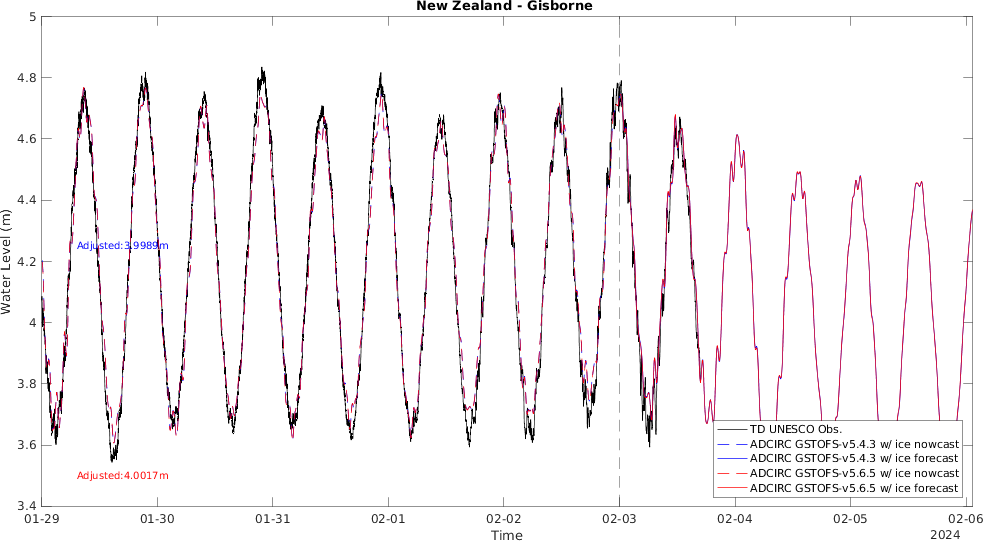 New Zealand - Gisborne
5
4.8
4.6
4.4
4.2
4
3.8
3.6
3.4
Water Level (m)
Adjusted:3.9989m
Adjusted:4.0017m
TD UNESCO Obs.
ADCIRC GSTOFS-v5.4.3 w/ ice nowcast
ADCIRC GSTOFS-v5.4.3 w/ ice forecast
ADCIRC GSTOFS-v5.6.5 w/ ice nowcast
ADCIRC GSTOFS-v5.6.5 w/ ice forecast
01-29 01-30 01-31 02-01 02-02 02-03 02-04 02-05 02-06
Time
2024